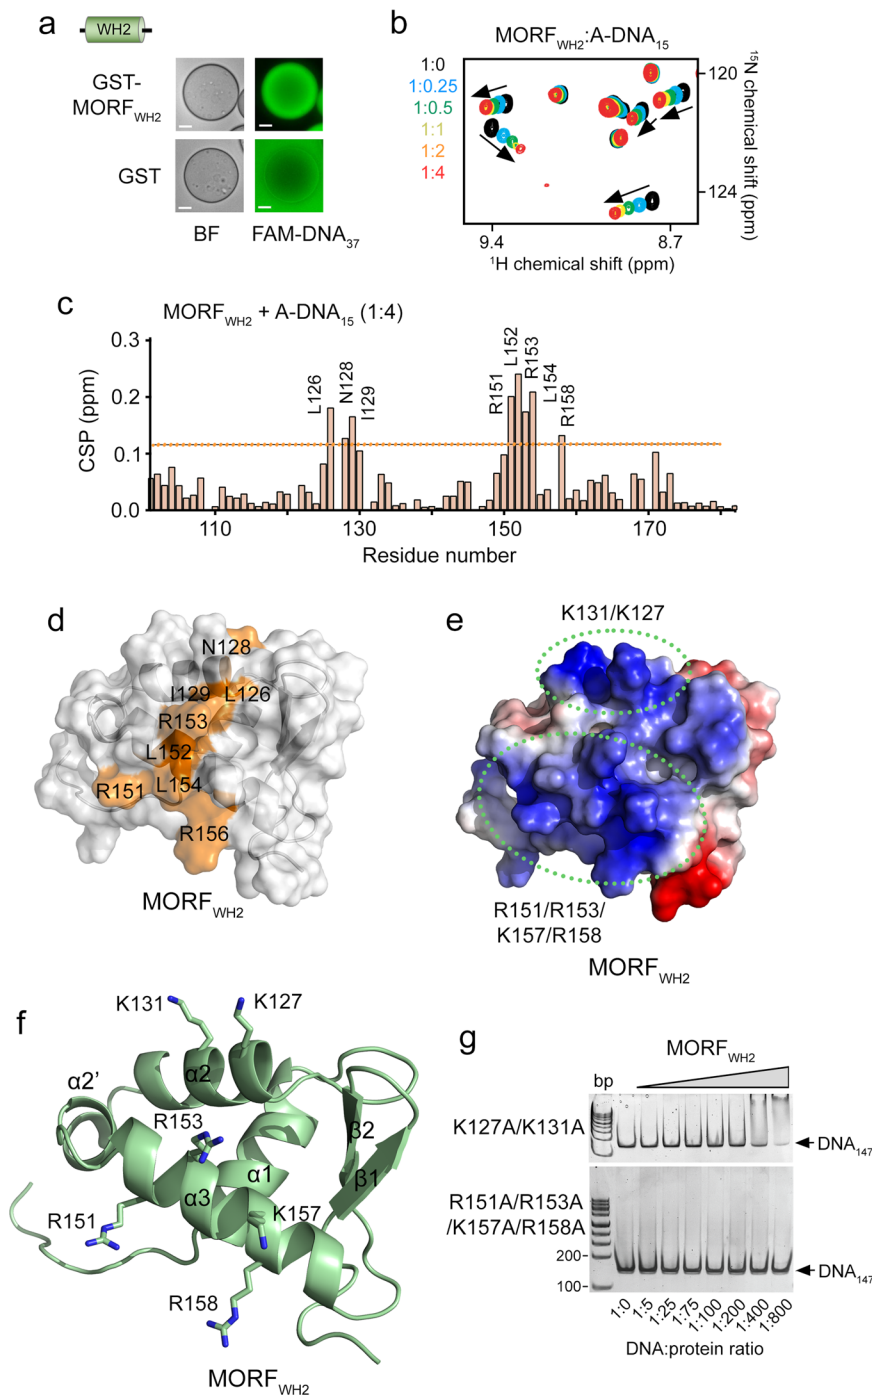 a
WH2
GST-
MORF WH2
GST
BF
FAM-DNA37
b
MORFWH2:A-DNA15
1:0
1:0.25
1:0.5
1:1
1:2
1:4
120
124
15N chemical shift (ppm)
9.4
8.7
1H chemical shift (ppm)
c
MORFWH2 + A-DNA15 (1:4)
CSP (ppm)
0.3
0.2
0.1
0.0
L126
N128
I129
R151
L152
R153
L154
R158
110
130
150
170
Residue number
d
N128
I129
L126
R153
L152
R151
L154
R156
MORFWH2
e
K131/K127
R151/R153/
K157/R158
MORFWH2
f
K131
K127
α2
α2’
R153
β2
α1
β1
α3
R151
K157
R158
MORFWH2
g
MORFWH2
bp
K127A/K131A
DNA147
R151A/R153A
/K157A/R158A
200
DNA147
100
1:0
1:5
1:25
1:75
1:100
1:200
1:400
1:800
DNA:protein ratio